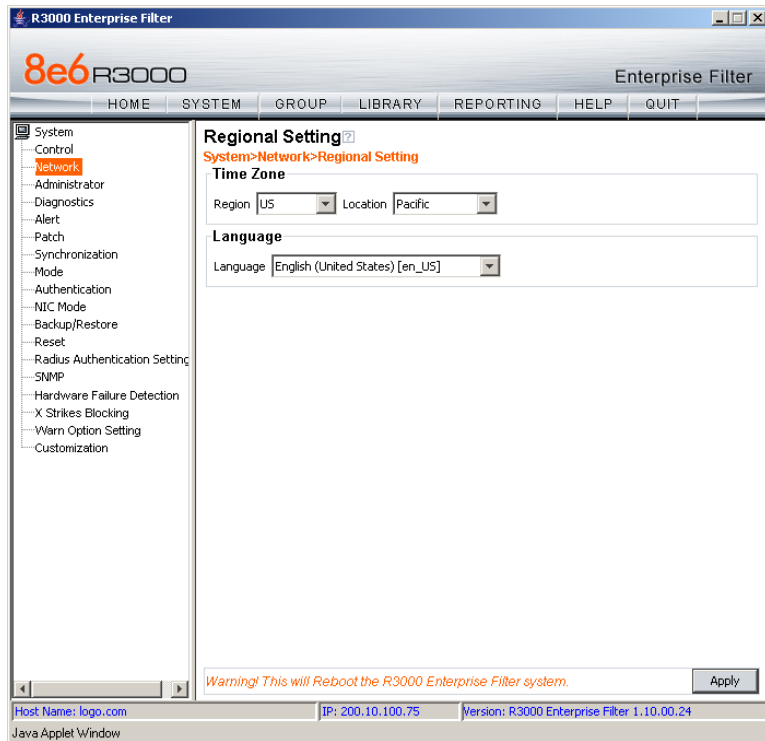 R3000 Enterprise Filter
8e6 R3000
Enterprise Filter
HOME SYSTEM GROUP LIBRARY REPORTING HELP QUIT
System
Control
Network
Administrator
Diagnostics
Alert
Patch
Synchronization
Mode
Authentication
NIC Mode
Backup/Restore
Reset
Radius Authentication Setting
SNMP
Hardware Failure Detection
X Strikes Blocking
Warn Option Setting
Customization
Regional Setting ?
System>Network>Regional Setting
Time Zone
Region US Location Pacific
Language
Language English (United States) [en_US]
Warning! This will Reboot the R3000 Enterprise Filter system. Apply
Host Name: logo.com IP: 200.10.100.75 Version: R3000 Enterprise Filter 1.10.00.24
Java Applet Window